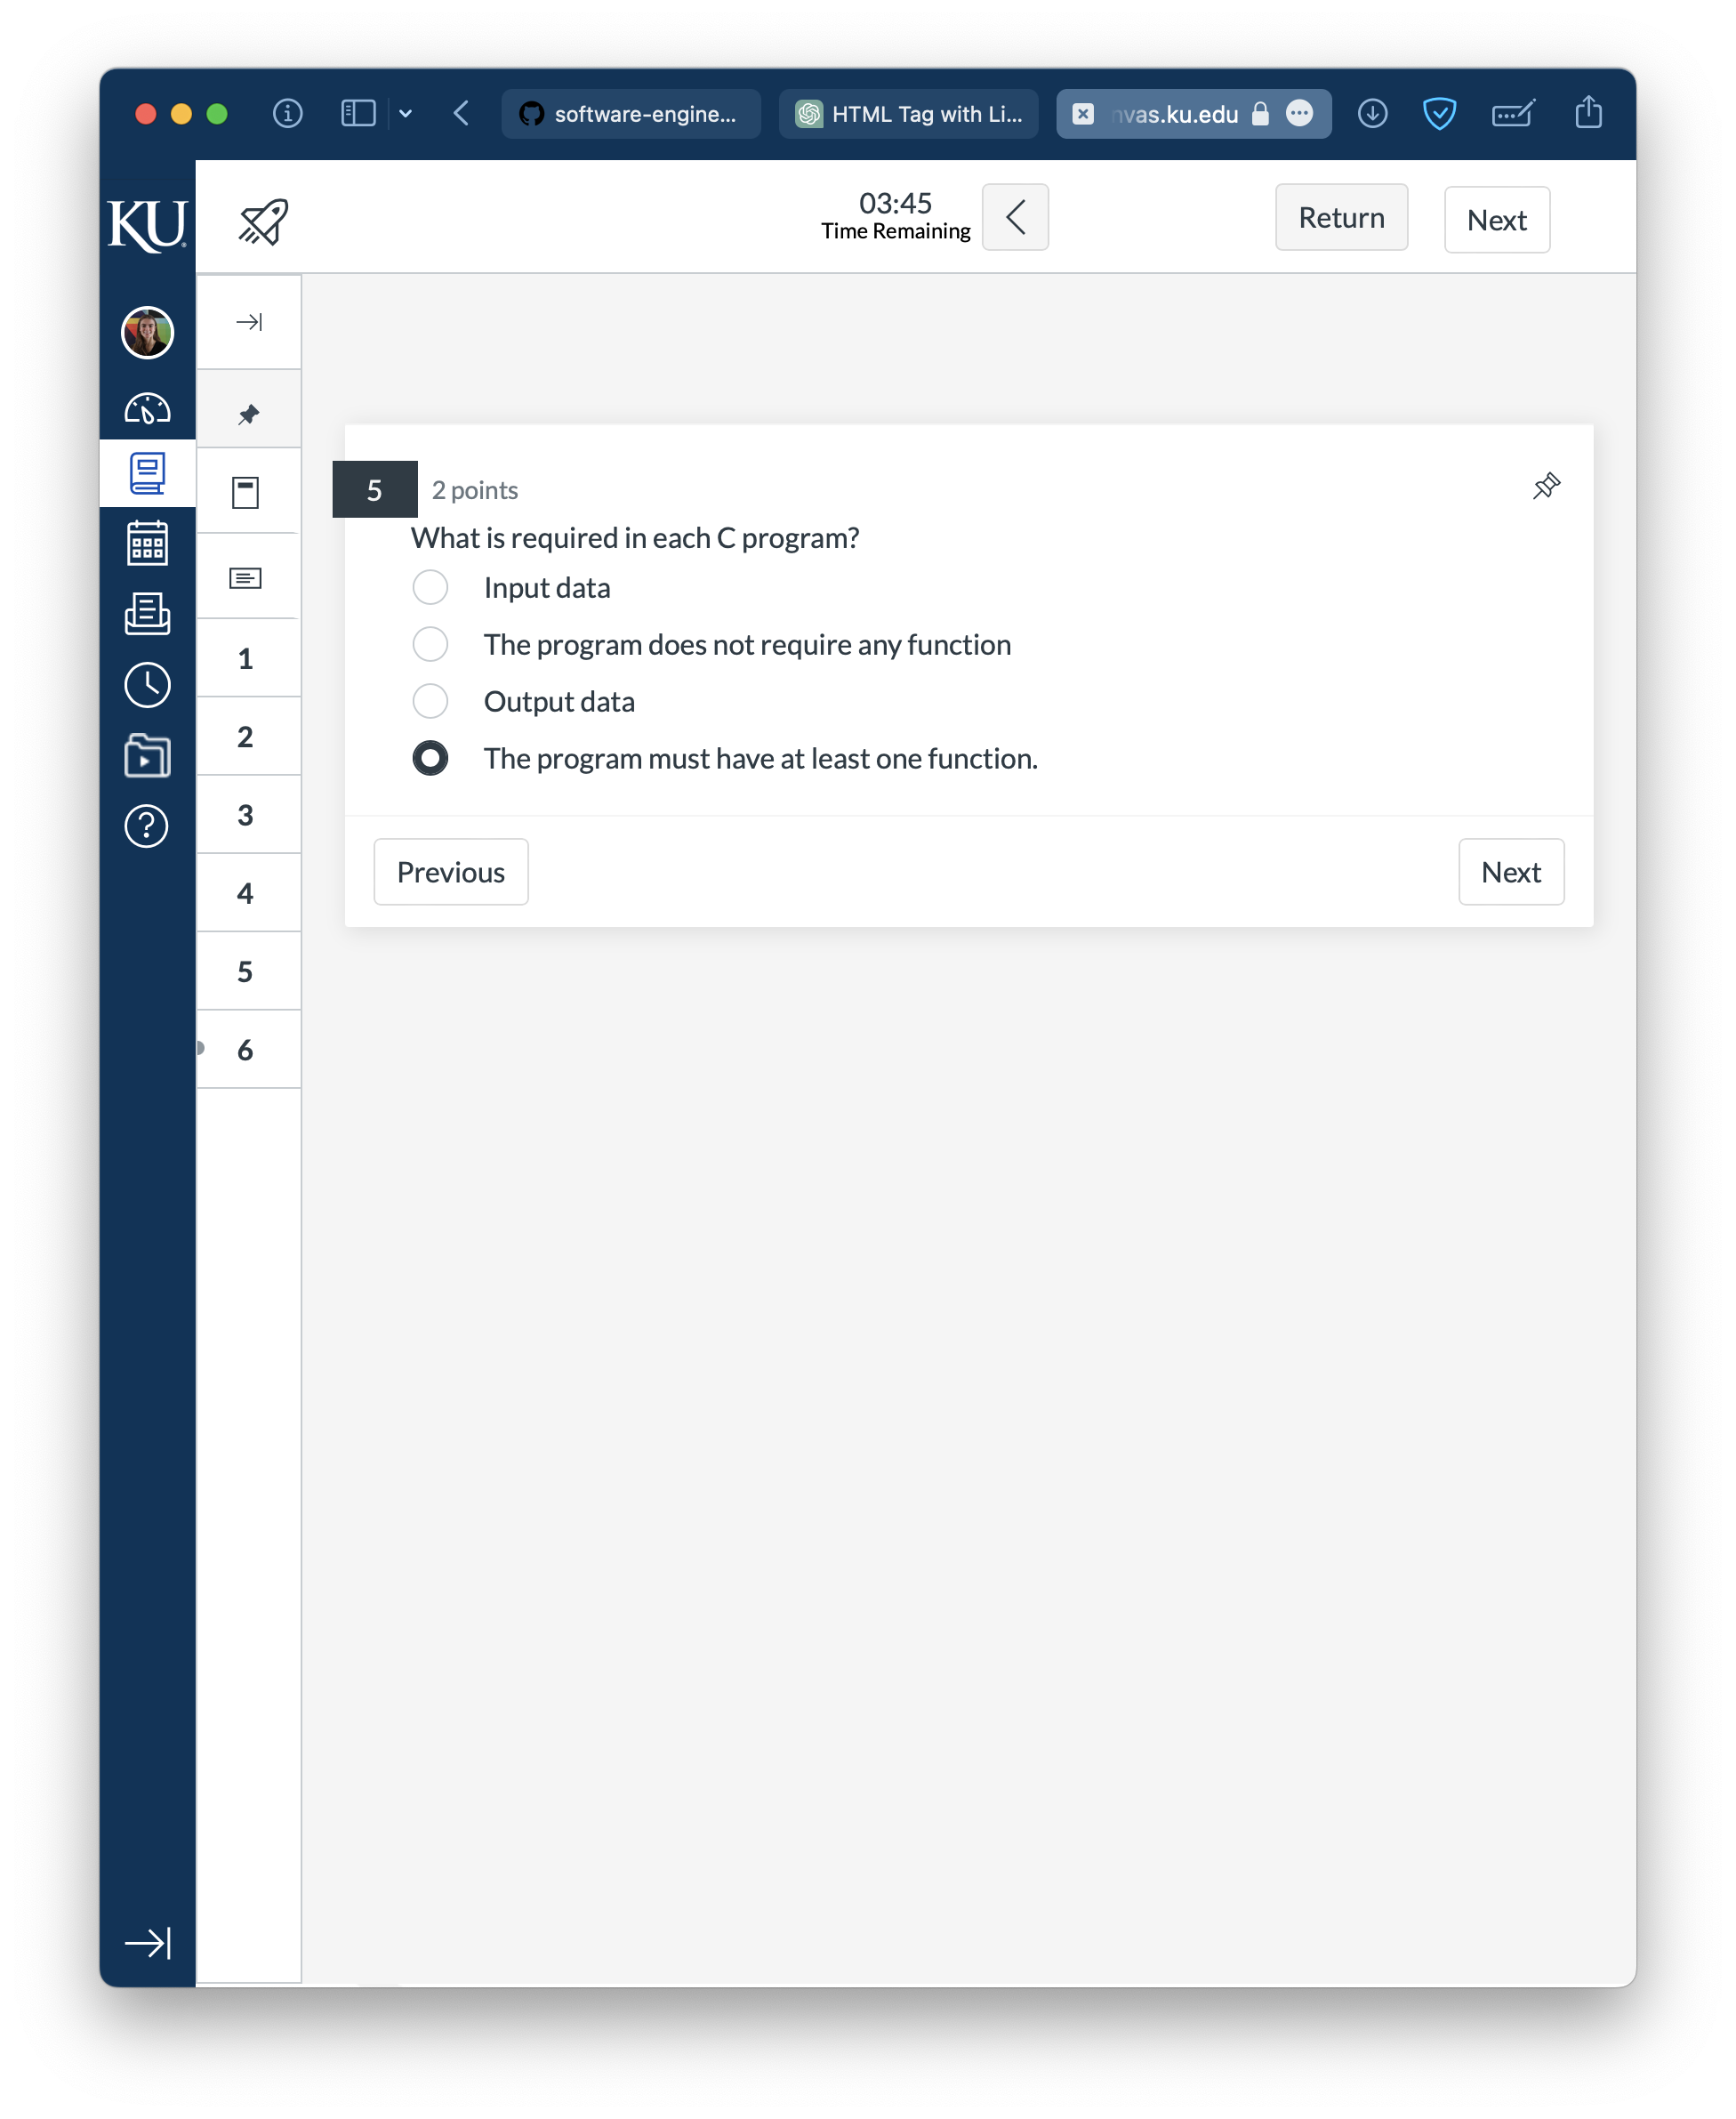 software-engine...
HTML Tag with Li...
nvas.ku.edu
KU
03:45
Time Remaining
Return
Next
5
2 points
What is required in each C program?
Input data
The program does not require any function
Output data
The program must have at least one function.
Previous
Next
1
2
3
4
5
6